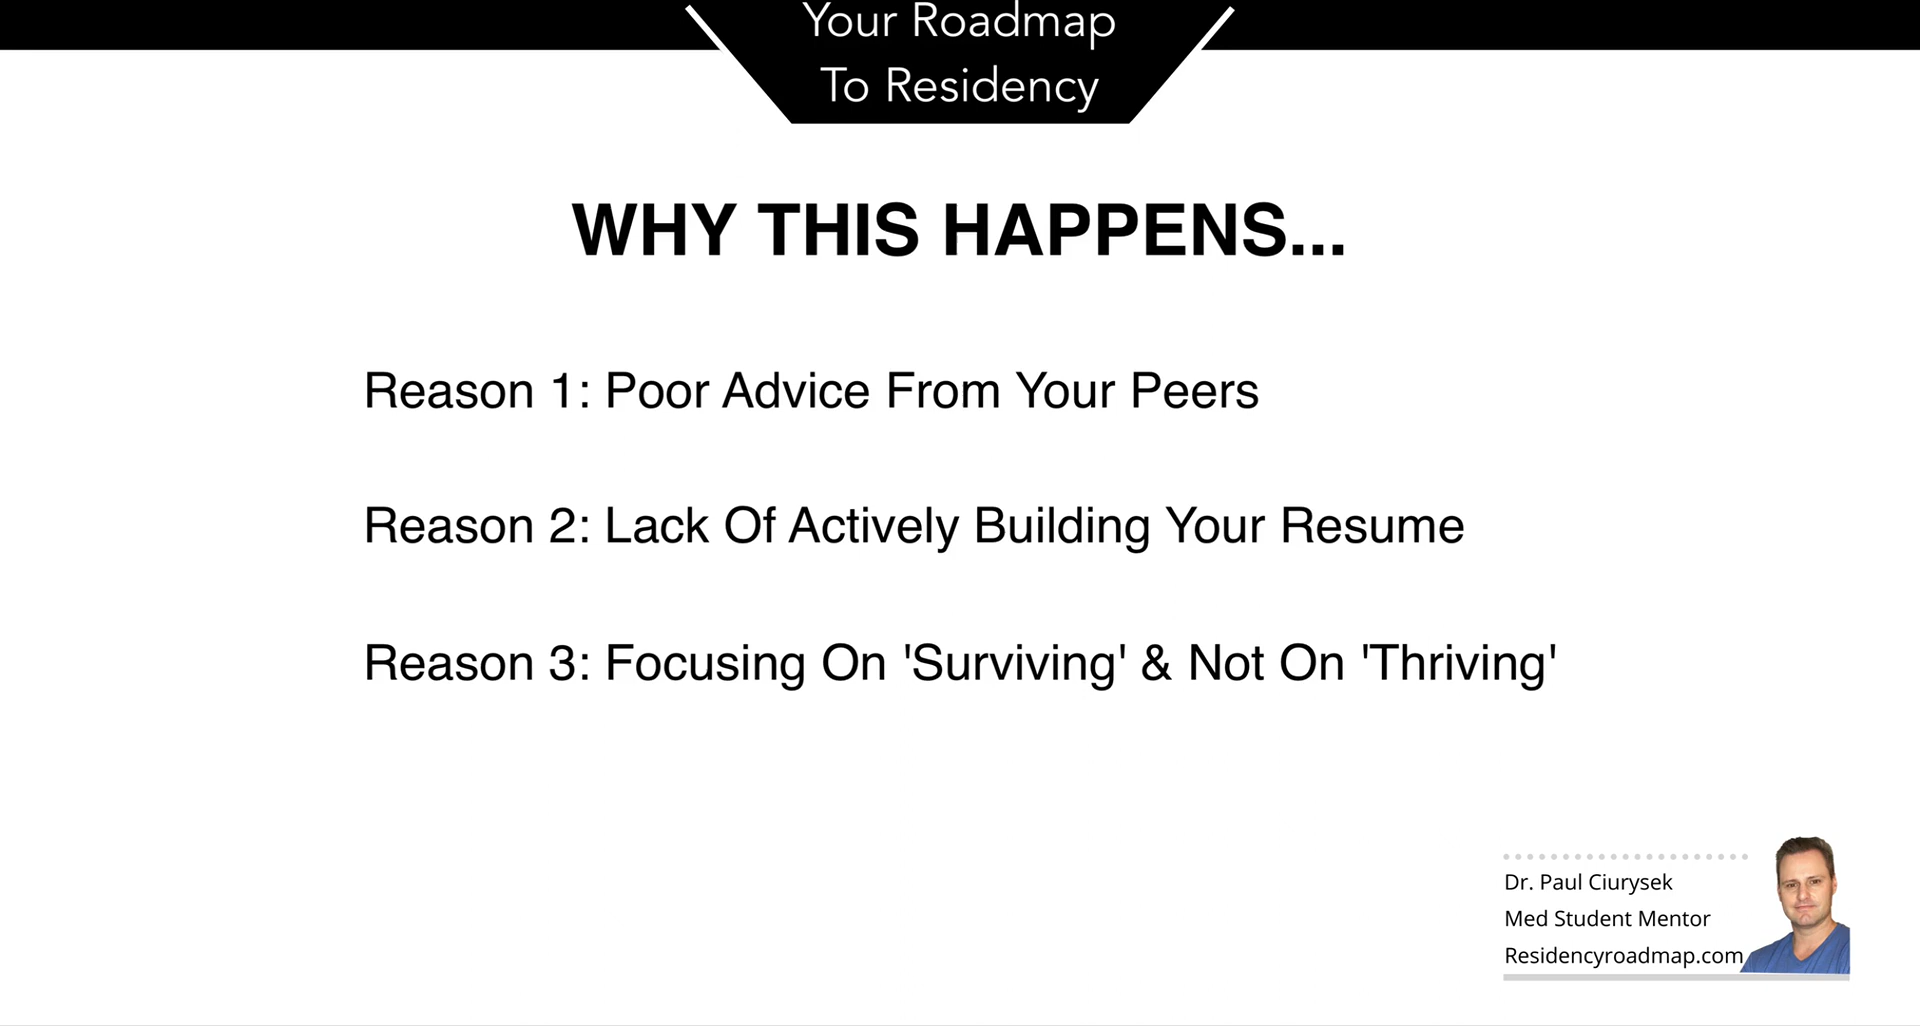 Your Roadmap
To Residency
WHY THIS HAPPENS...
Reason 1: Poor Advice From Your Peers
Reason 2: Lack Of Actively Building Your Resume
Reason 3: Focusing On 'Surviving' & Not On 'Thriving'
Dr. Paul Ciurysek
Med Student Mentor
Residencyroadmap.com